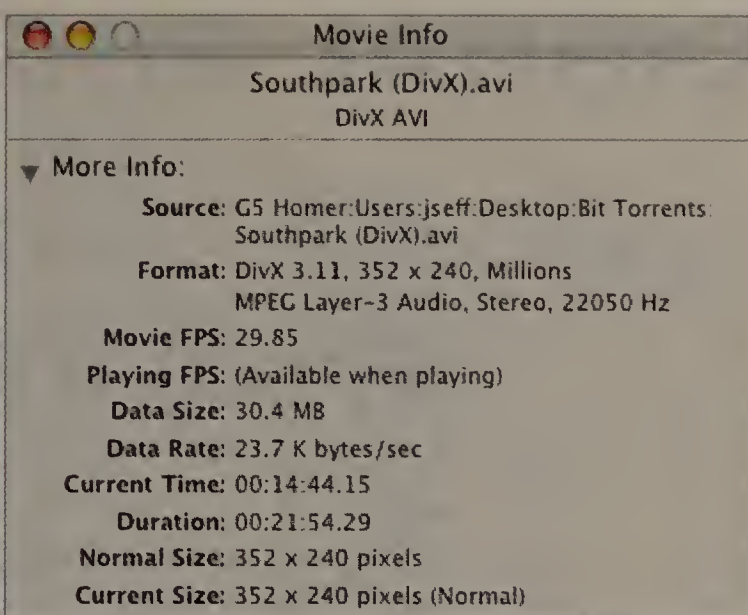 Movie Info
Southpark (DivX).avi
DivX AVI
More Info:
Source: G5 Homer:Users:jseff:Desktop:Bit Torrents:
Southpark (DivX).avi
Format: DivX 3.11, 352 x 240, Millions
MPEG Layer-3 Audio, Stereo, 22050 Hz
Movie FPS: 29.85
Playing FPS: (Available when playing)
Data Size: 30.4 MB
Data Rate: 23.7 K bytes/sec
Current Time: 00:14:44.15
Duration: 00:21:54.29
Normal Size: 352 x 240 pixels
Current Size: 352 x 240 pixels (Normal)